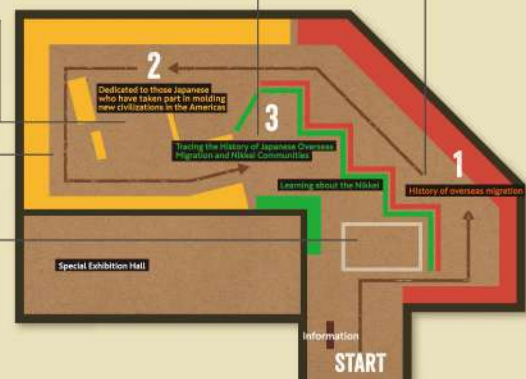 2
Dedicated to those Japanese
who have taken part in molding
new civilizations in the Americas
3
Tracing the History of Japanese Overseas
Migration and Nikkei Communities
Learning about the Nikkei
1
History of overseas migration
Special Exhibition Hall
Information
START